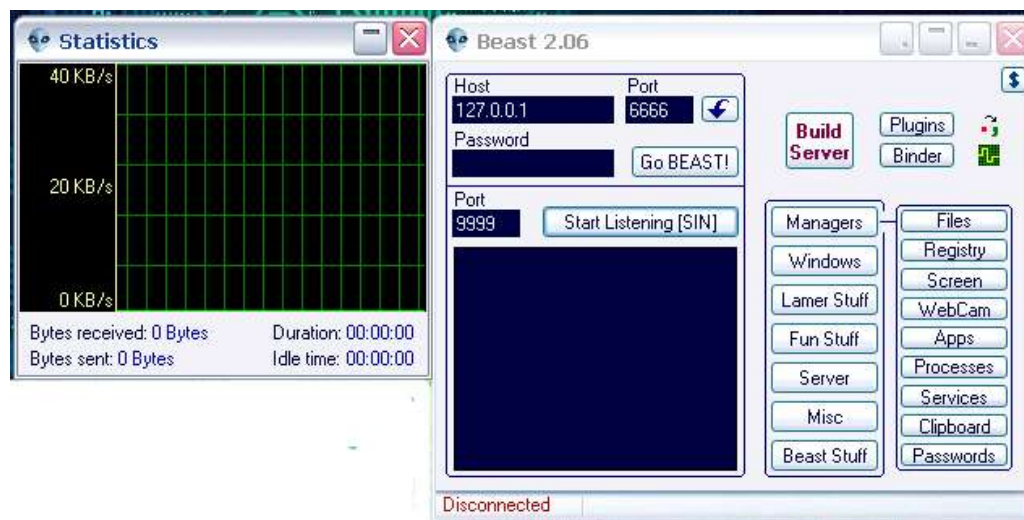 Statistics
40 KB/s
20 KB/s
0 KB/s
Bytes received: 0 Bytes
Duration: 00:00:00
Bytes sent: 0 Bytes
Idle time: 00:00:00
Beast 2.06
Host
Port
127.0.0.1
6666
Password
Go BEAST!
Port
9999
Start Listening [SIN]
Build
Server
Plugins
Binder
$
Managers
Windows
Lamer Stuff
Fun Stuff
Server
Misc
Beast Stuff
Files
Registry
Screen
WebCam
Apps
Processes
Services
Clipboard
Passwords
Disconnected